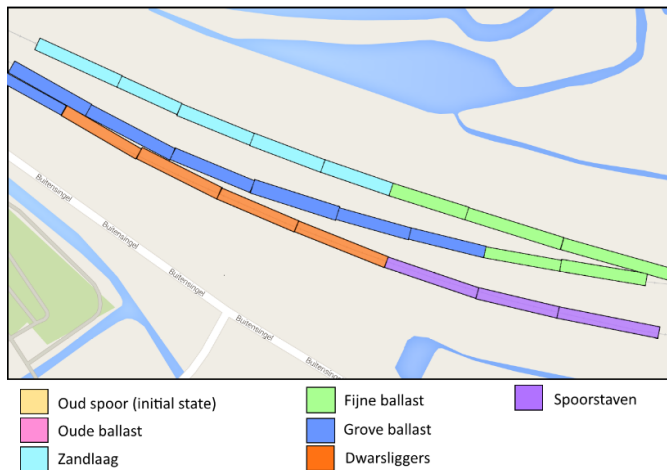 Buitensingel
Buitensingel
Buitensingel
Buitensingel
Buitensingel
Oud spoor (initial state)
Oude ballast
Zandlaag
Fijne ballast
Grove ballast
Dwarsliggers
Spoorstaven